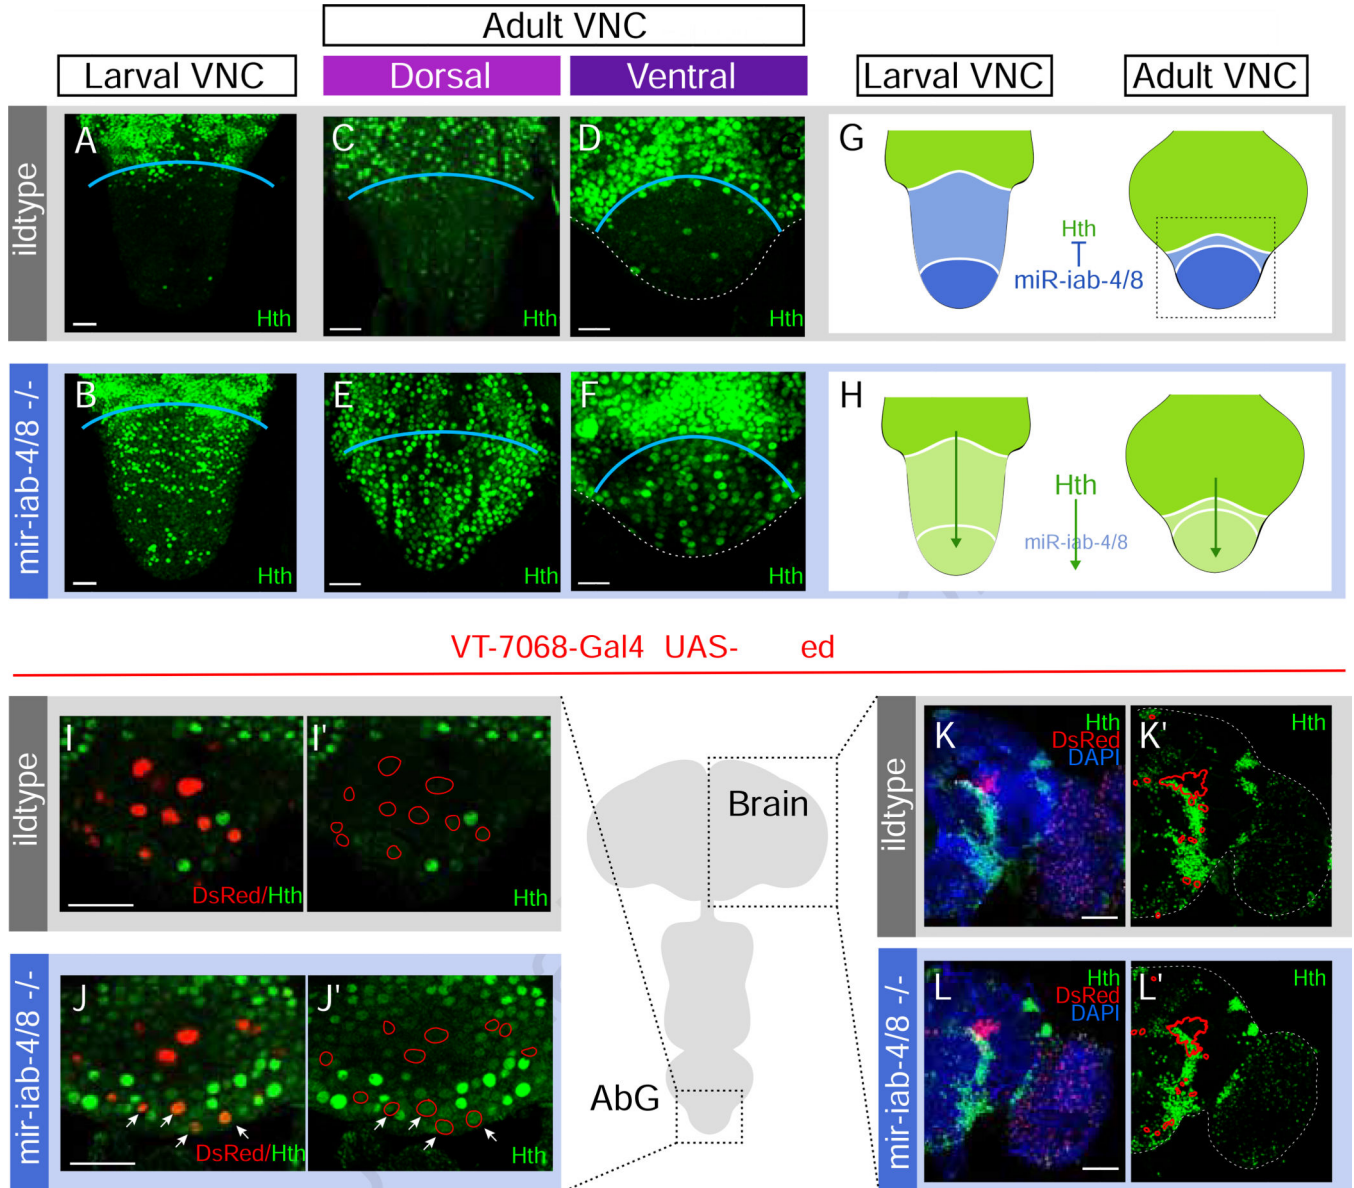 Adult VNC
Larval VNC
Dorsal
Ventral
Larval VNC
Adult VNC
ildtype
A
Hth
C
Hth
D
Hth
G
Hth
miR-iab-4/8
mir-iab-4/8 -/-
B
Hth
E
Hth
F
Hth
H
Hth
miR-iab-4/8
VT-7068-Gal4 UAS- ed
ildtype
I
DsRed/Hth
I'
Hth
Brain
ildtype
K
Hth
DsRed
DAPI
K'
Hth
mir-iab-4/8 -/-
J
DsRed/Hth
J'
Hth
AbG
mir-iab-4/8 -/-
L
Hth
DsRed
DAPI
L'
Hth